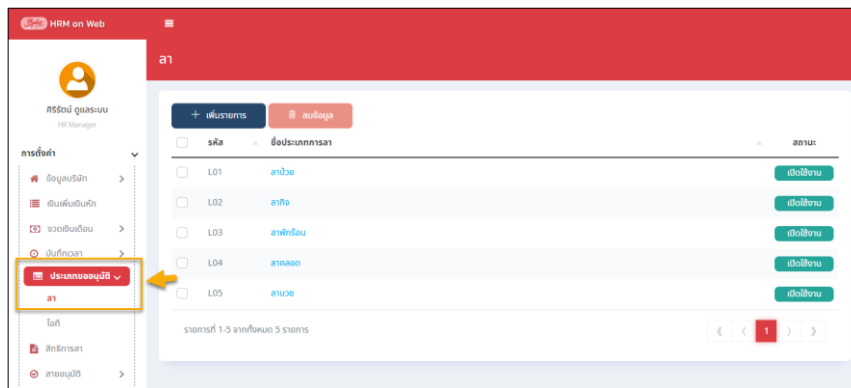 HRM on Web
ลา
ศิริรัตน์ ดูแลระบบ
HR Manager
การตั้งค่า
ข้อมูลบริษัท
เงินเพิ่มเงินหัก
งวดเงินเดือน
บันทึกเวลา
ประเภทขออนุมัติ
ลา
โอที
สิทธิการลา
สายอนุมัติ
+ เพิ่มรายการ
ลบข้อมูล
รหัส ชื่อประเภทการลา สถานะ
L01 ลาป่วย เปิดใช้งาน
L02 ลากิจ เปิดใช้งาน
L03 ลาพักร้อน เปิดใช้งาน
L04 ลาคลอด เปิดใช้งาน
L05 ลาบวช เปิดใช้งาน
รายการที่ 1-5 จากทั้งหมด 5 รายการ
1